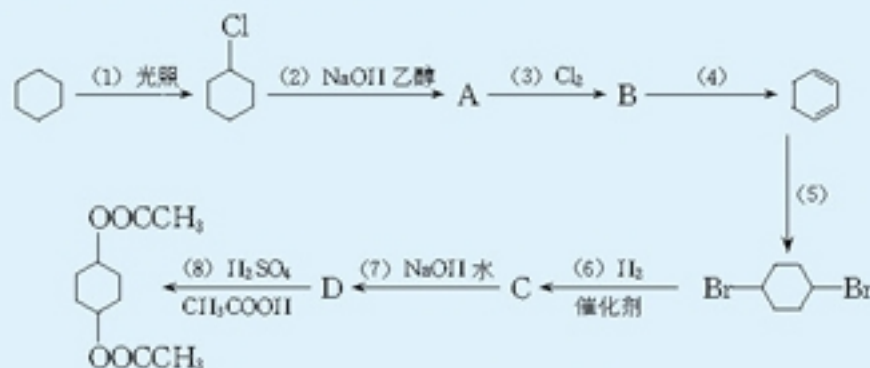 Cl
(1) 光照
(2) NaOH 乙醇
A
(3) Cl₂
B
(4)
(5)
OOCCH₃
(8) H₂SO₄
CH₃COOH
D
(7) NaOH 水
C
(6) H₂
催化剂
Br
Br
OOCCH₃